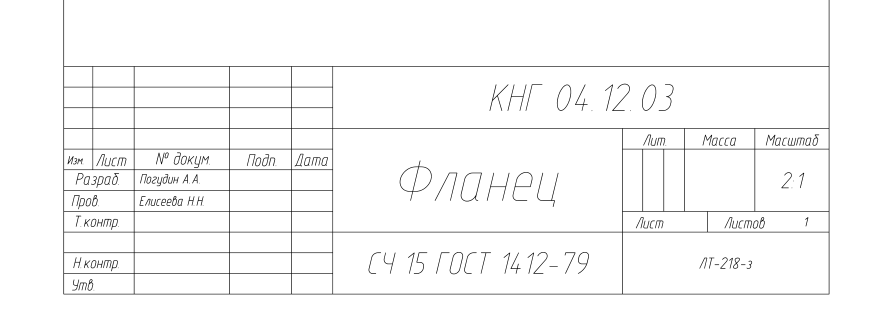 КНГ 04.12.03
Лит. Масса Масштаб
Изм Лист № докум. Подп. Дата
Разраб. Погудин А.А.
Фланец
2:1
Пров. Елисеева Н.Н.
Т.контр.
Лист Листов 1
СЧ 15 ГОСТ 1412-79
Н.контр.
ЛТ-218-з
Утв